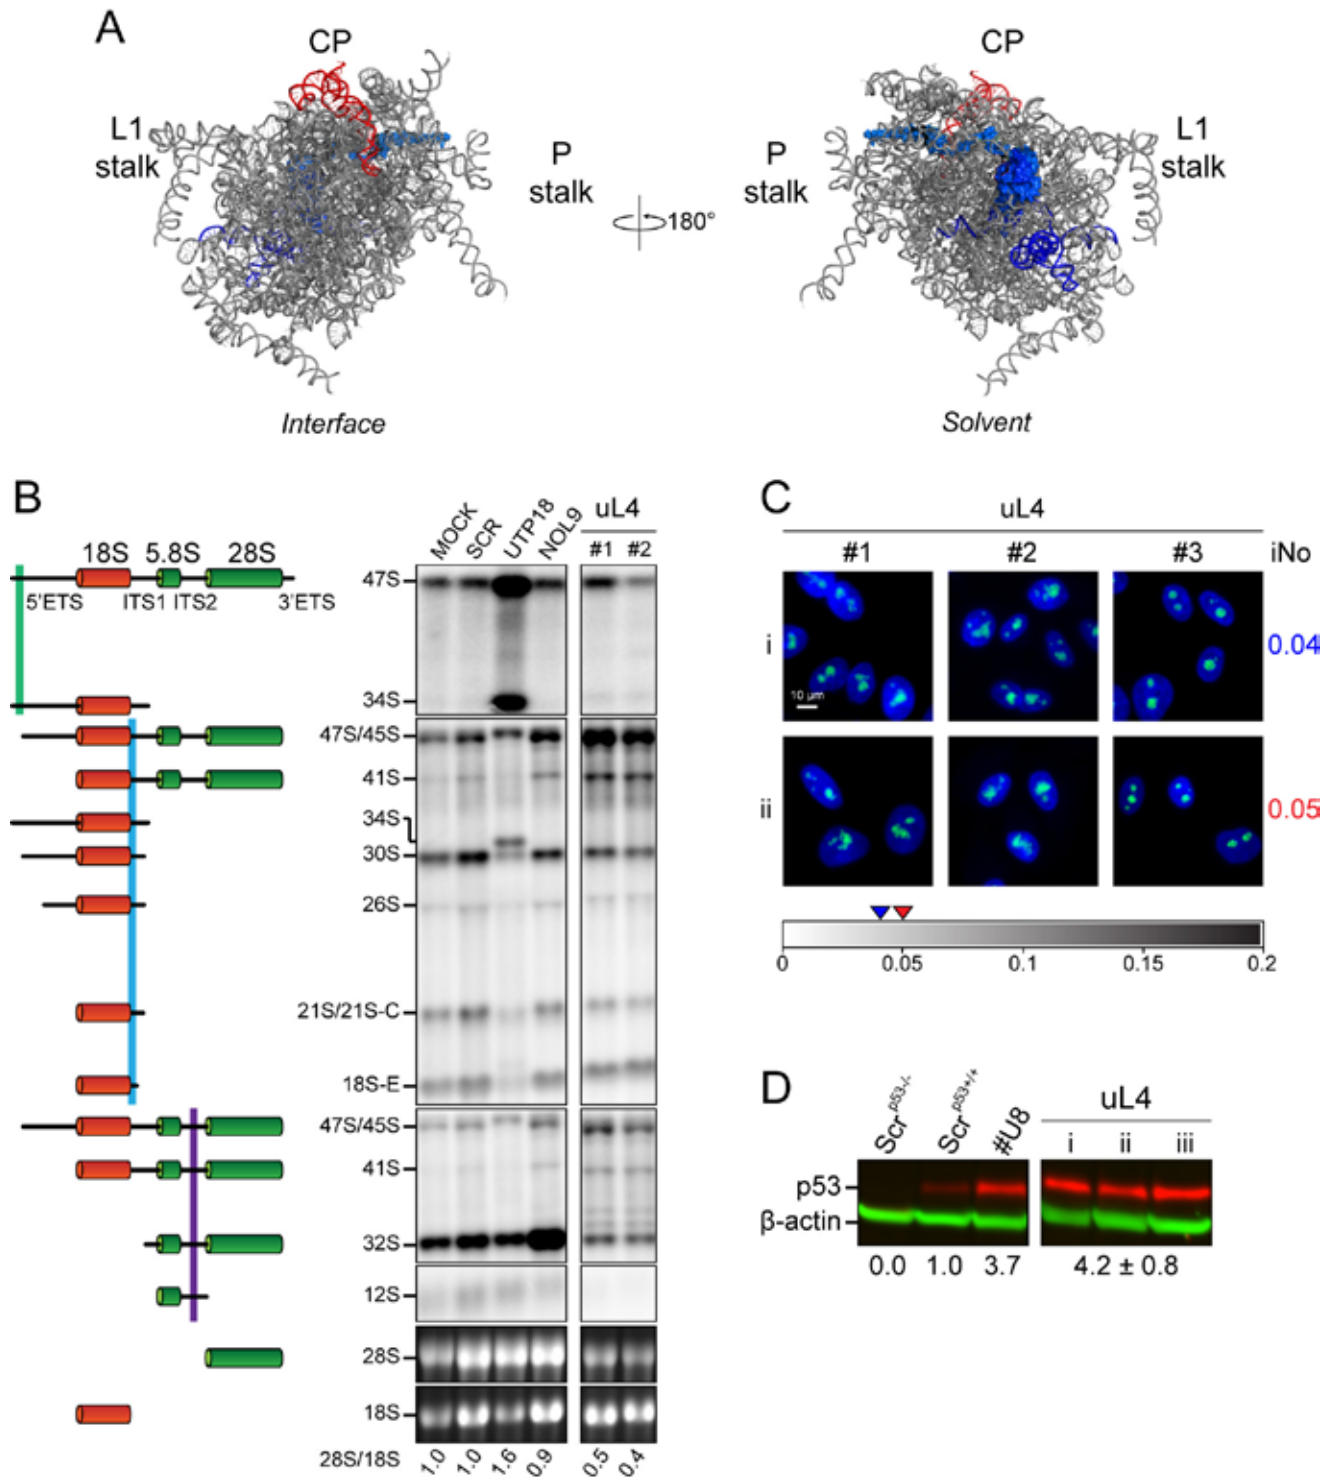 A
CP
CP
L1
stalk
P
stalk
180°
P
stalk
L1
stalk
Interface
Solvent
B
MOCK
SCR
UTP18
NOL9
uL4
#1
#2
18S
5.8S
28S
5'ETS
ITS1
ITS2
3'ETS
47S
34S
47S/45S
41S
34S
30S
26S
21S/21S-C
18S-E
47S/45S
41S
32S
12S
28S
18S
28S/18S
1.0
1.0
1.6
0.9
0.5
0.4
C
uL4
#1
#2
#3
iNo
i
10 µm
0.04
ii
0.05
0
0.05
0.1
0.15
0.2
D
Scr p53-/-
Scr p53+/+
#U8
uL4
i
ii
iii
p53
β-actin
0.0
1.0
3.7
4.2 ± 0.8